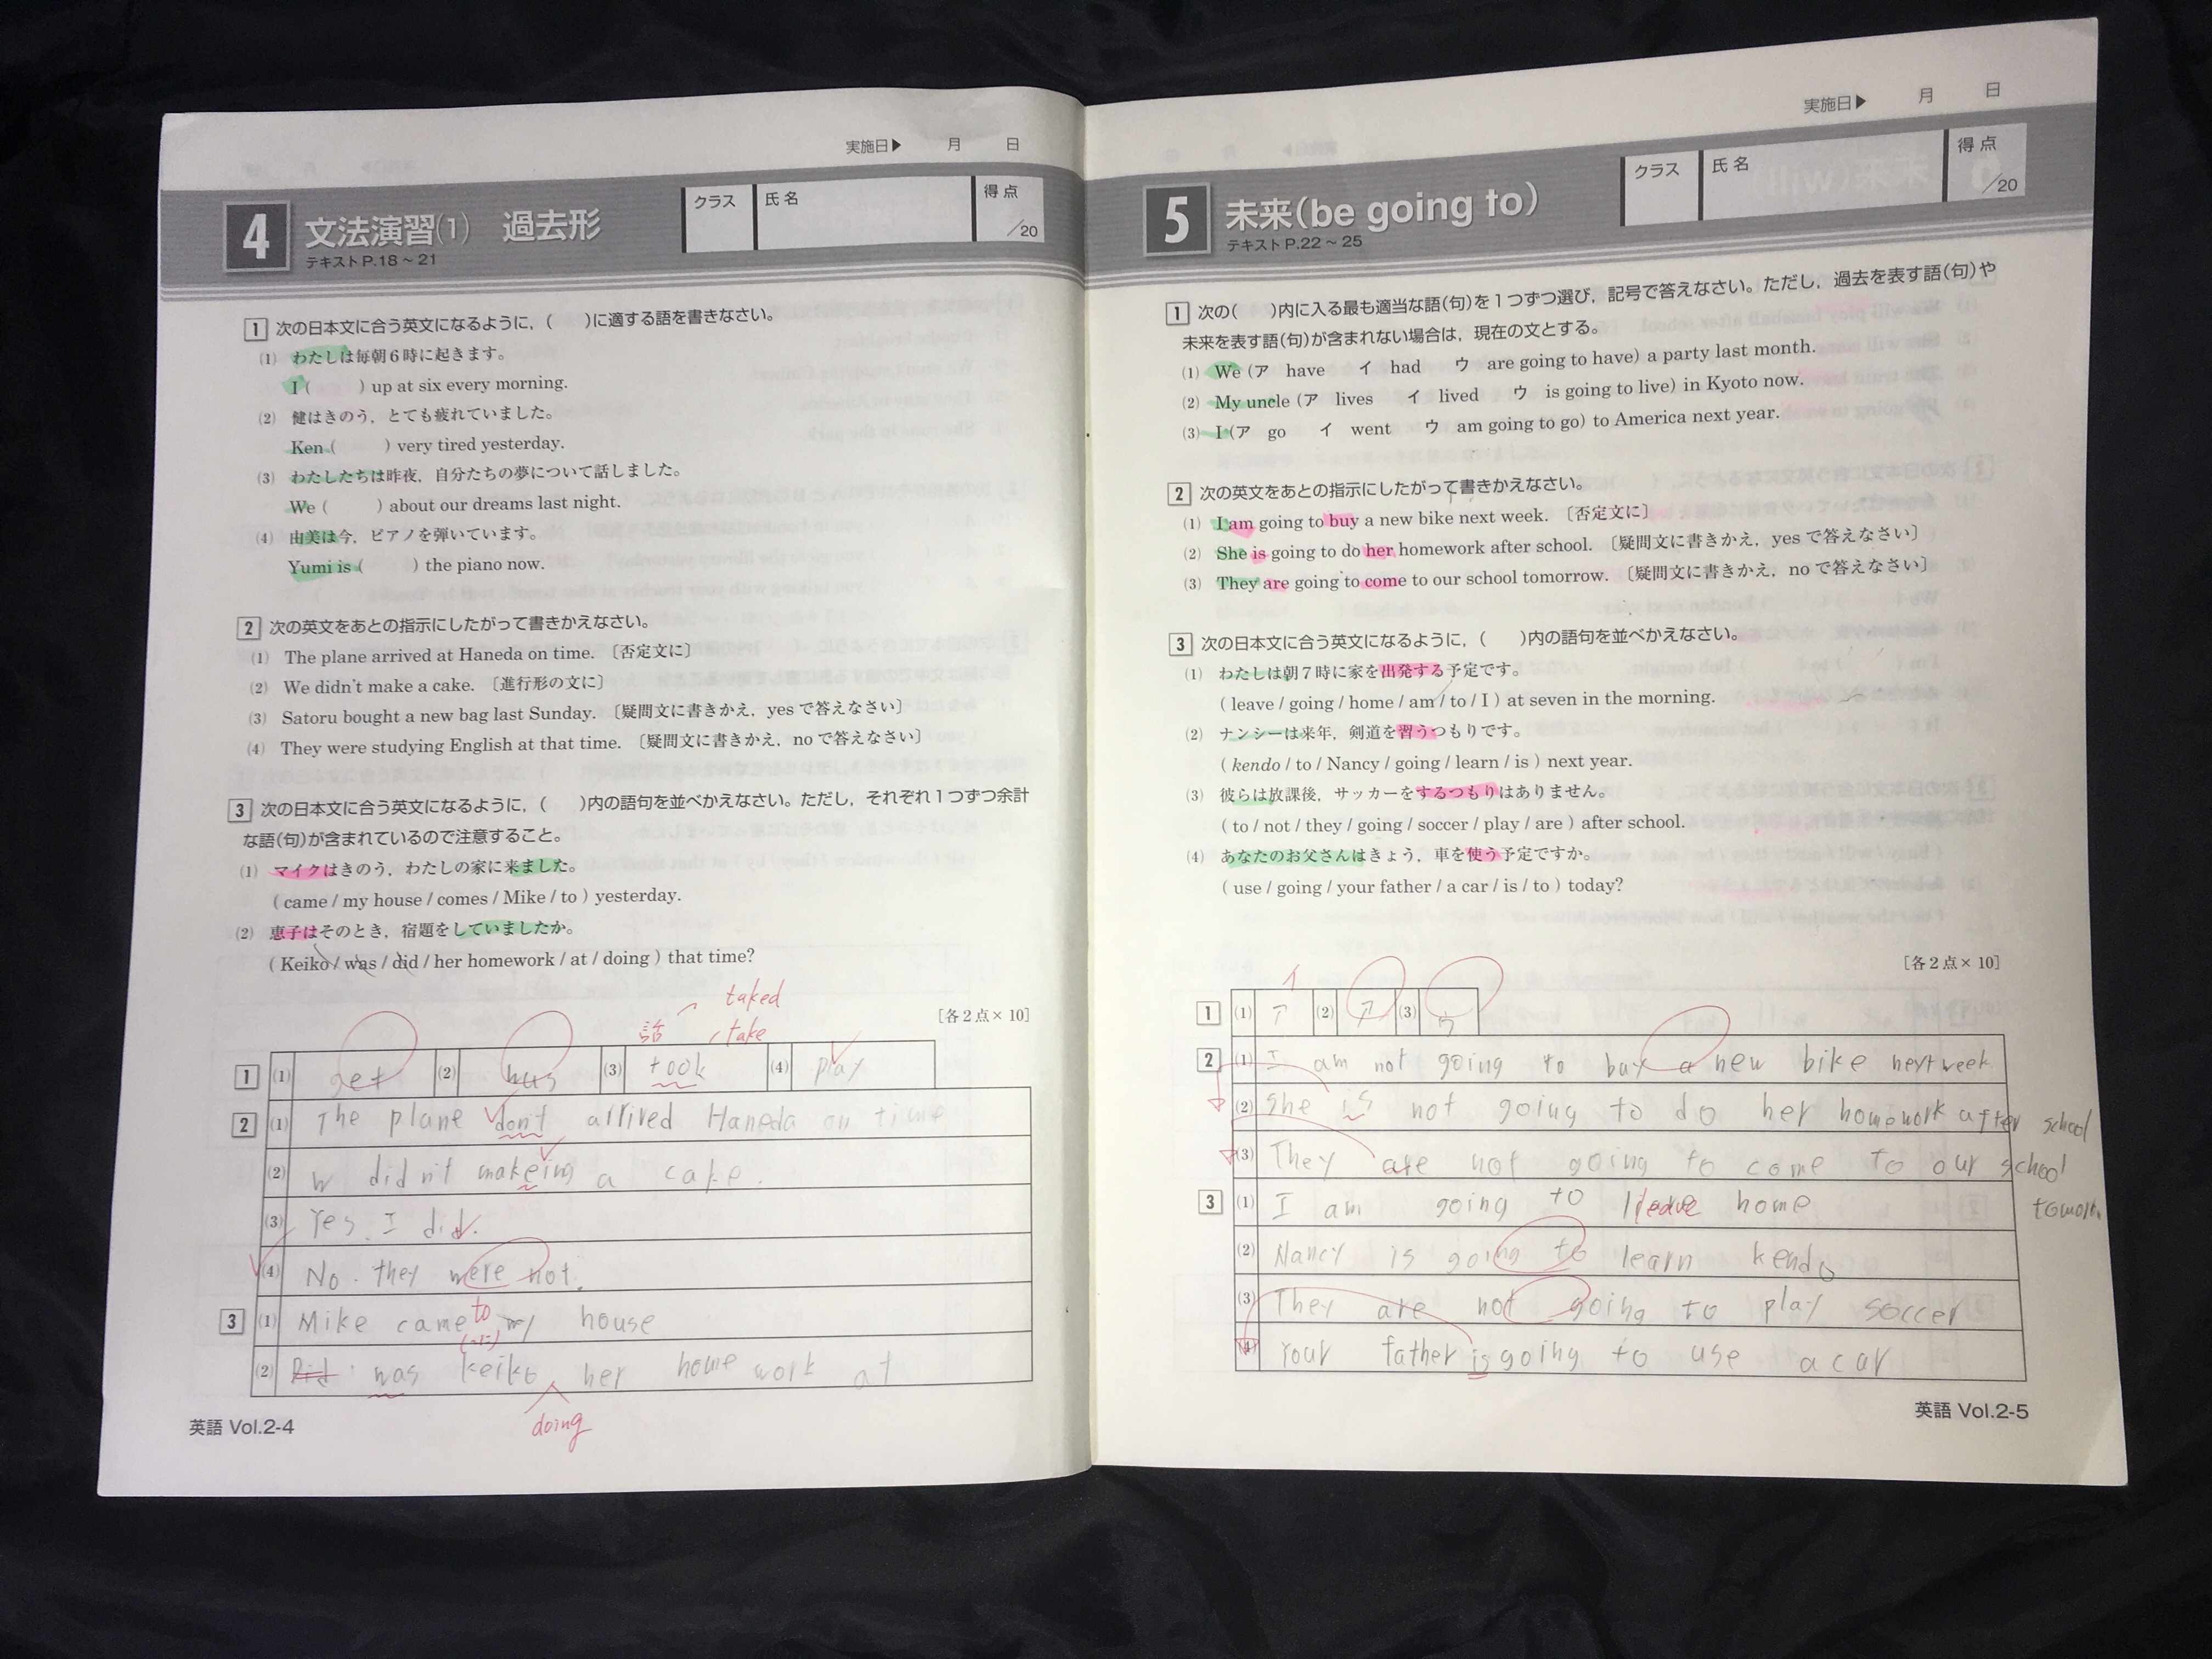 実施日▶ 月 日
4 文法演習(1) 過去形
テキストP.18～21
クラス 氏名 得点 /20
1 次の日本文に合う英文になるように，( )に適する語を書きなさい。
(1) わたしは毎朝6時に起きます。
I ( ) up at six every morning.
(2) 健はきのう，とても疲れていました。
Ken ( ) very tired yesterday.
(3) わたしたちは昨夜，自分たちの夢について話しました。
We ( ) about our dreams last night.
(4) 由美は今，ピアノを弾いています。
Yumi is ( ) the piano now.
2 次の英文をあとの指示にしたがって書きかえなさい。
(1) The plane arrived at Haneda on time. 〔否定文に〕
(2) We didn't make a cake. 〔進行形の文に〕
(3) Satoru bought a new bag last Sunday. 〔疑問文に書きかえ，yesで答えなさい〕
(4) They were studying English at that time. 〔疑問文に書きかえ，noで答えなさい〕
3 次の日本文に合う英文になるように，( )内の語句を並べかえなさい。ただし，それぞれ1つずつ余計
な語(句)が含まれているので注意すること。
(1) マイクはきのう，わたしの家に来ました。
( came / my house / comes / Mike / to ) yesterday.
(2) 恵子はそのとき，宿題をしていましたか。
( Keiko / was / did / her homework / at / doing ) that time?
taked
話 take
[各2点×10]
1 (1) get (2) was (3) took (4) play
2 (1) The plane don't arrived Haneda on time
(2) W did'nt makeing a cake.
(3) Yes. I did.
(4) No. they were not.
3 (1) Mike came to my house
(2) Did was keiko her home work at
doing
英語 Vol.2-4
実施日▶ 月 日
5 未来(be going to)
テキストP.22～25
クラス 氏名 得点 /20
1 次の( )内に入る最も適当な語(句)を1つずつ選び，記号で答えなさい。ただし，過去を表す語(句)や
未来を表す語(句)が含まれない場合は，現在の文とする。
(1) We (ア have イ had ウ are going to have) a party last month.
(2) My uncle (ア lives イ lived ウ is going to live) in Kyoto now.
(3) I (ア go イ went ウ am going to go) to America next year.
2 次の英文をあとの指示にしたがって書きかえなさい。
(1) I am going to buy a new bike next week. 〔否定文に〕
(2) She is going to do her homework after school. 〔疑問文に書きかえ，yesで答えなさい〕
(3) They are going to come to our school tomorrow. 〔疑問文に書きかえ，noで答えなさい〕
3 次の日本文に合う英文になるように，( )内の語句を並べかえなさい。
(1) わたしは朝7時に家を出発する予定です。
( leave / going / home / am / to / I ) at seven in the morning.
(2) ナンシーは来年，剣道を習うつもりです。
( kendo / to / Nancy / going / learn / is ) next year.
(3) 彼らは放課後，サッカーをするつもりはありません。
( to / not / they / going / soccer / play / are ) after school.
(4) あなたのお父さんはきょう，車を使う予定ですか。
( use / going / your father / a car / is / to ) today?
[各2点×10]
イ
1 (1) ア (2) ア (3) ウ
2 (1) I am not going to buy a new bike next week
(2) She is not going to do her homework after school
(3) They are not going to come to our school
3 (1) I am going to leave home
(2) Nancy is going to learn kendo
(3) They are not going to play soccer
(4) Your father is going to use a car
英語 Vol.2-5